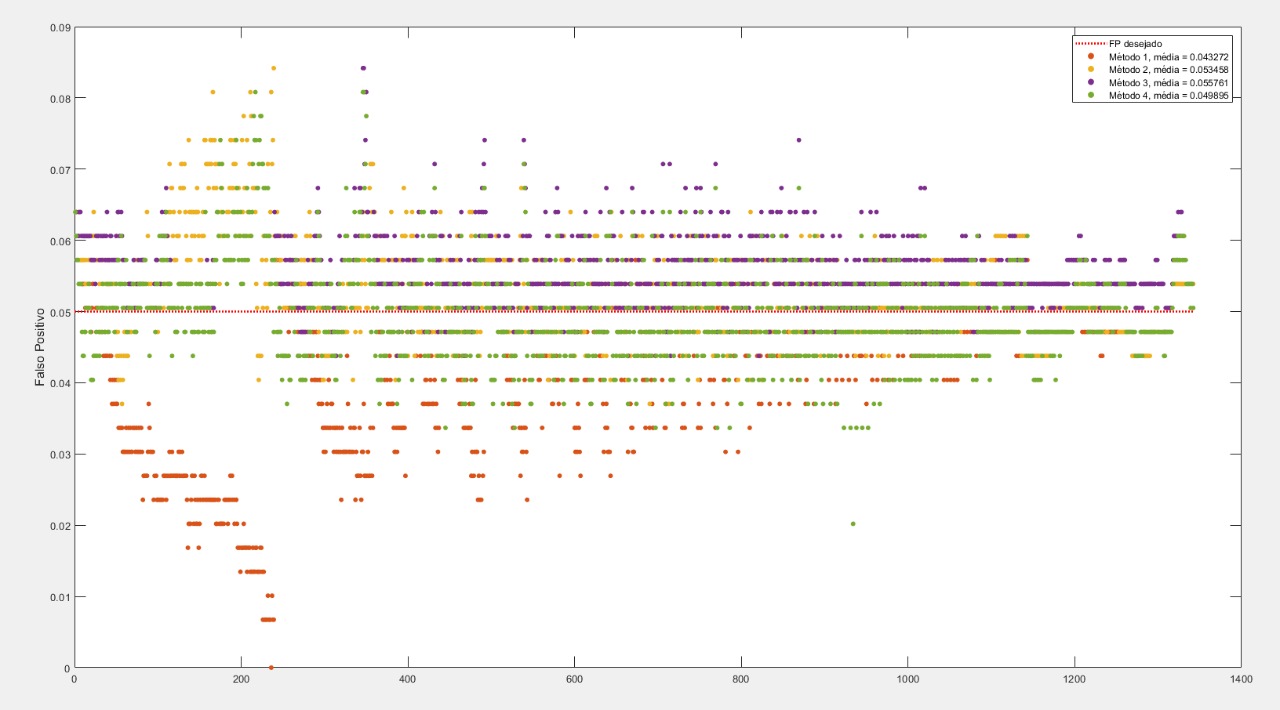 0.09
0.08
0.07
0.06
0.05
0.04
0.03
0.02
0.01
0
Falso Positivo
0 200 400 600 800 1000 1200 1400
FP desejado
Método 1, média = 0.043272
Método 2, média = 0.053458
Método 3, média = 0.055761
Método 4, média = 0.049895